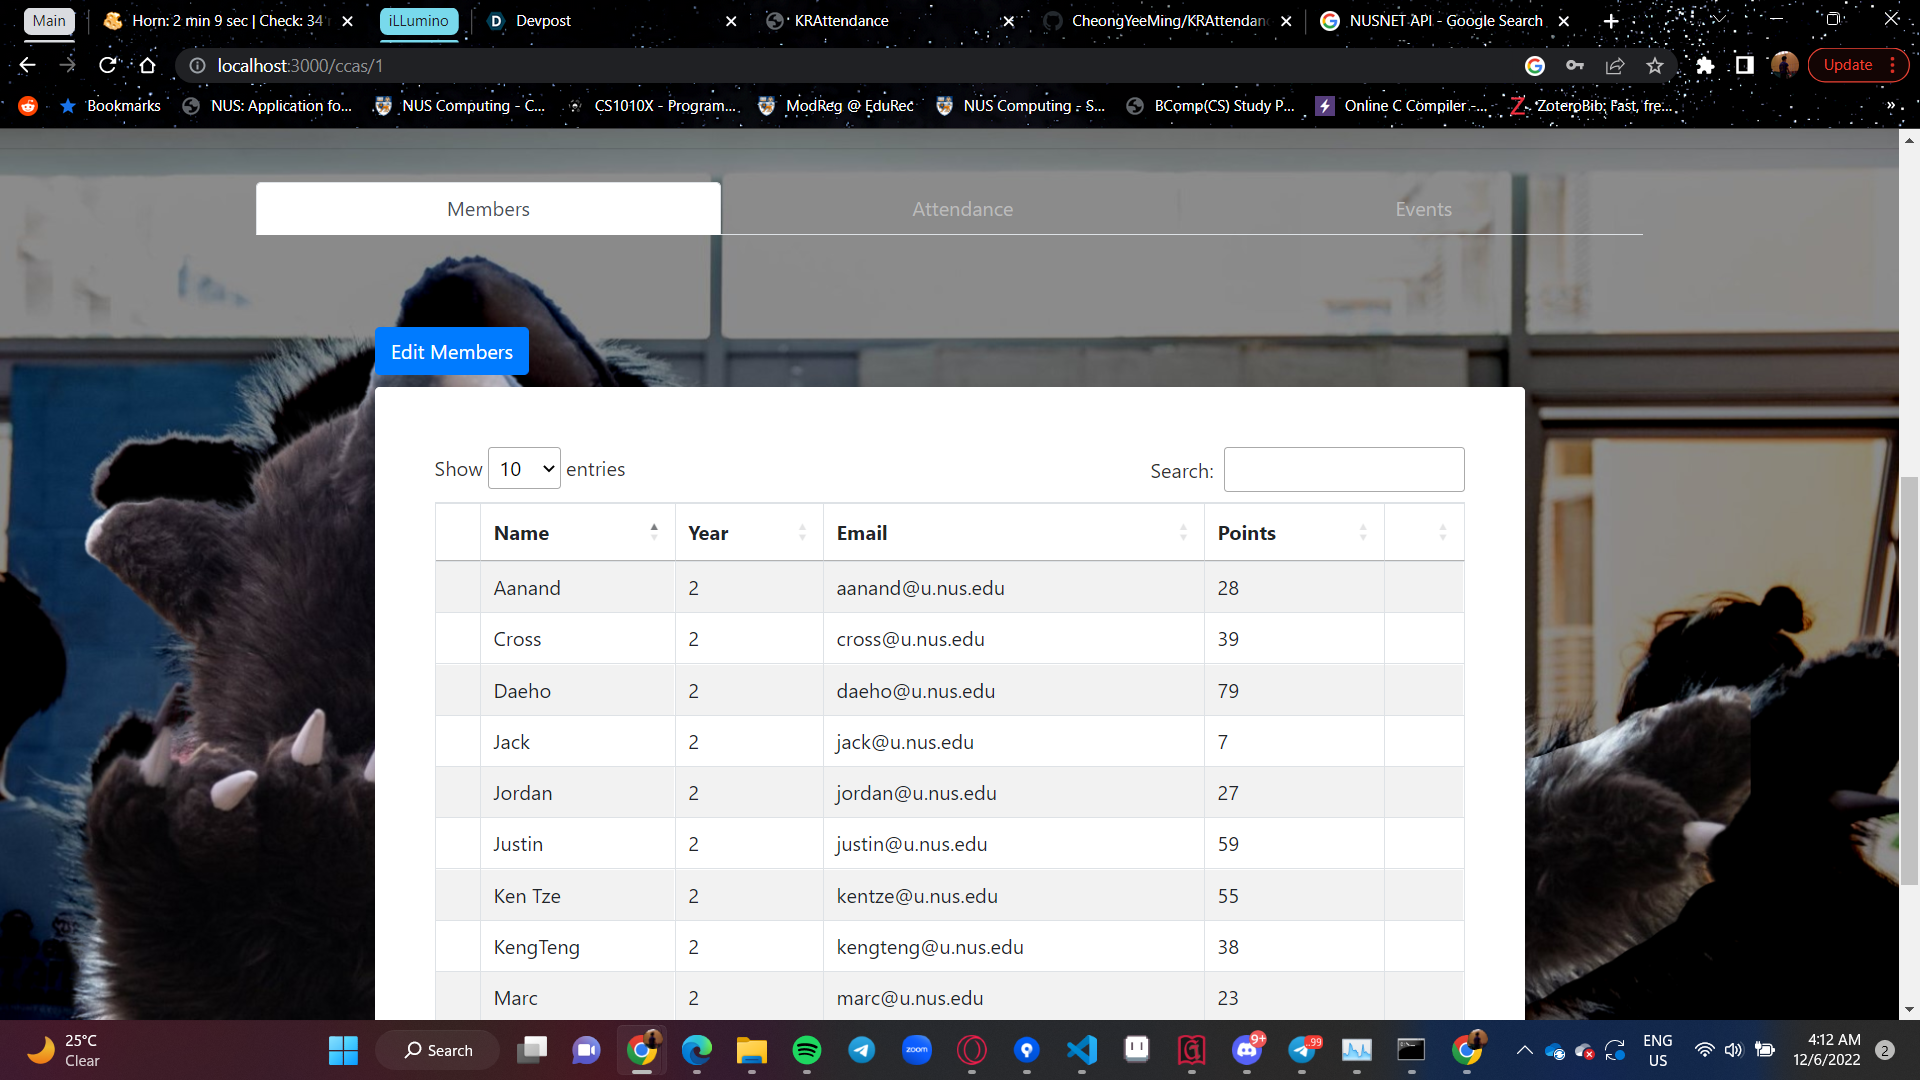 Main
Horn: 2 min 9 sec | Check: 34
iLLumino
Devpost
KRAttendance
CheongYeeMing/KRAttendanc
NUSNET API - Google Search
localhost:3000/ccas/1
Update
Bookmarks
NUS: Application fo...
NUS Computing - C...
CS1010X - Program...
ModReg @ EduRec
NUS Computing - S...
BComp(CS) Study P...
Online C Compiler -...
ZoteroBib: Fast, fre...
»
Members
Attendance
Events
Edit Members
Show 10 entries
Search:
Name Year Email Points
Aanand 2 aanand@u.nus.edu 28
Cross 2 cross@u.nus.edu 39
Daeho 2 daeho@u.nus.edu 79
Jack 2 jack@u.nus.edu 7
Jordan 2 jordan@u.nus.edu 27
Justin 2 justin@u.nus.edu 59
Ken Tze 2 kentze@u.nus.edu 55
KengTeng 2 kengteng@u.nus.edu 38
Marc 2 marc@u.nus.edu 23
25°C
Clear
Search
zoom
9+
.99
ENG
US
4:12 AM
12/6/2022
2